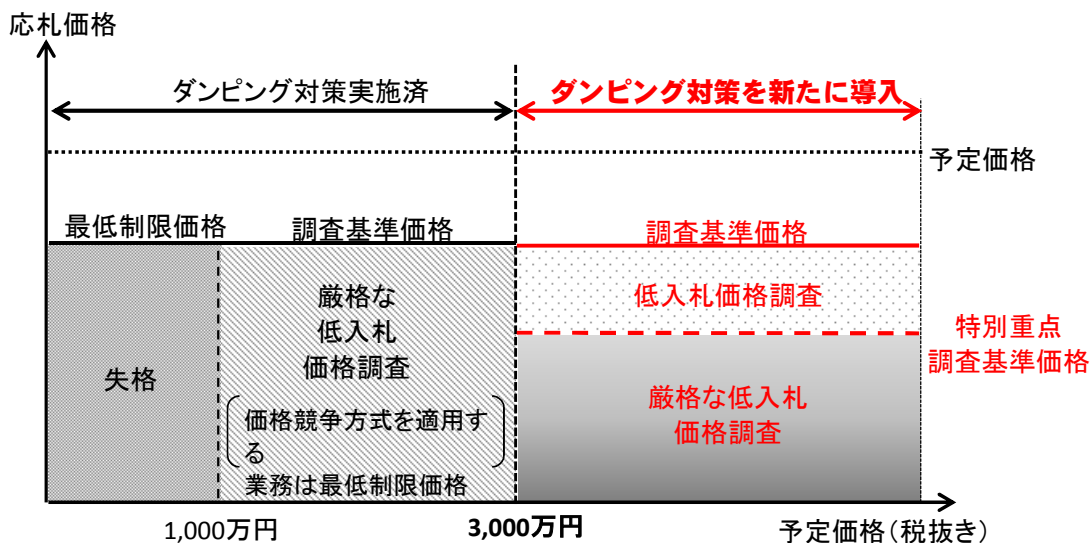 応札価格
ダンピング対策実施済
ダンピング対策を新たに導入
予定価格
最低制限価格
調査基準価格
調査基準価格
厳格な
低入札
価格調査
低入札価格調査
特別重点
調査基準価格
失格
厳格な低入札
価格調査
価格競争方式を適用す
る
業務は最低制限価格
1,000万円
3,000万円
予定価格(税抜き)